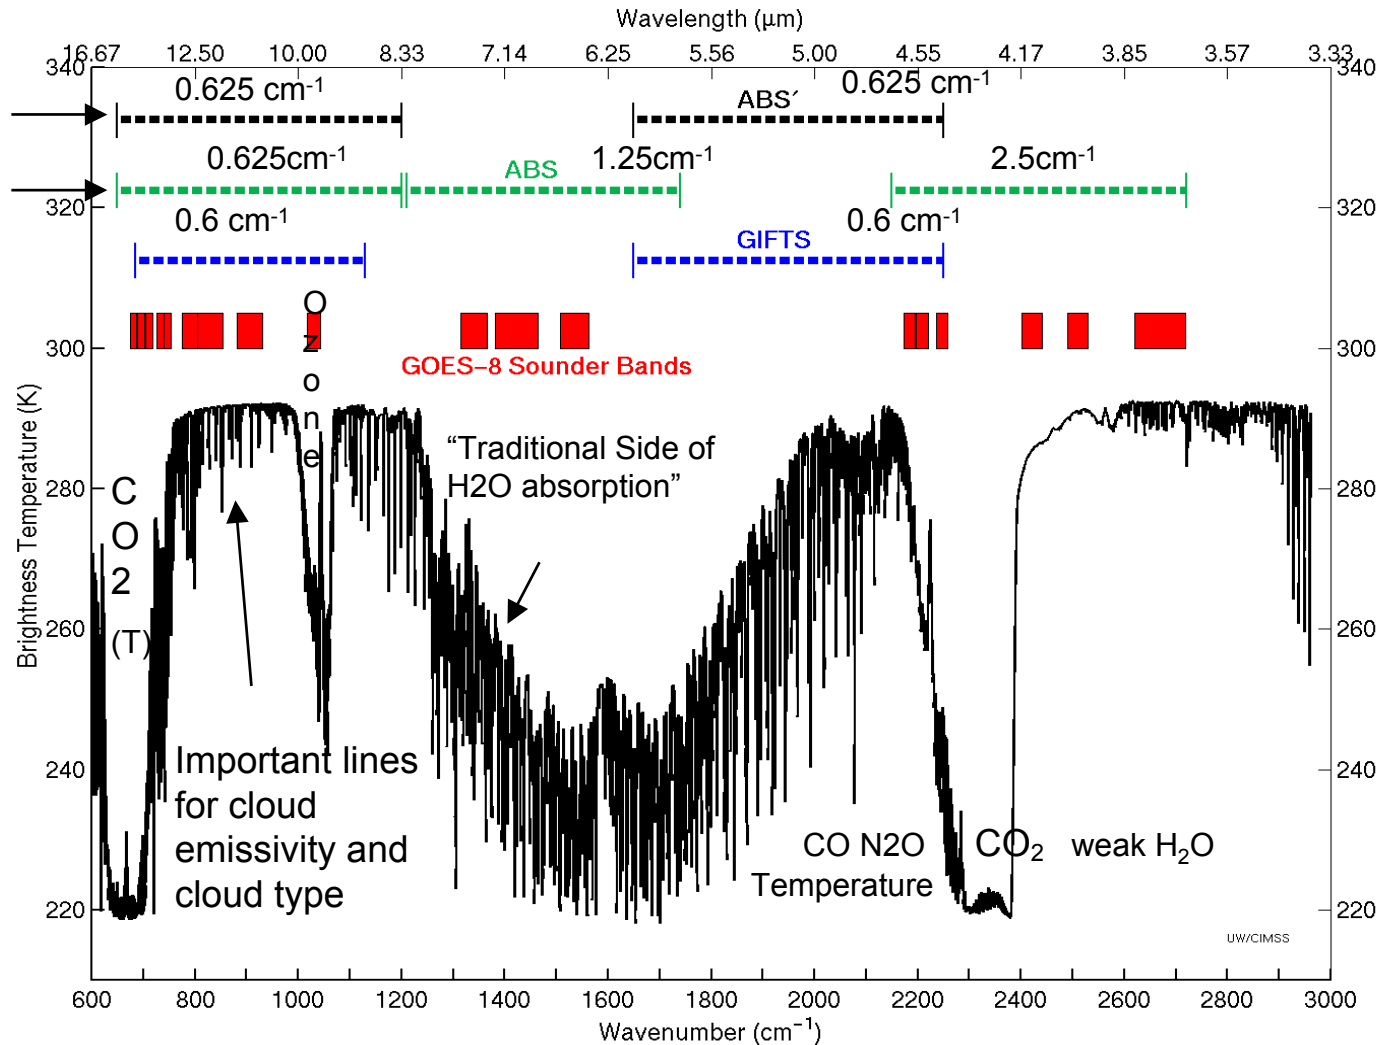 Wavelength (μm)
16.67 12.50 10.00 8.33 7.14 6.25 5.56 5.00 4.55 4.17 3.85 3.57 3.33
340 340
0.625 cm-1 ABS′ 0.625 cm-1
0.625cm-1 ABS 1.25cm-1 2.5cm-1
320 320
0.6 cm-1 GIFTS 0.6 cm-1
Ozone
300 300
GOES–8 Sounder Bands
Brightness Temperature (K)
“Traditional Side of
H2O absorption”
280 280
CO2
(T)
260 260
240 240
Important lines
for cloud
emissivity and
cloud type
CO N2O CO2 weak H2O
Temperature
220 220
UW/CIMSS
600 800 1000 1200 1400 1600 1800 2000 2200 2400 2600 2800 3000
Wavenumber (cm−1)